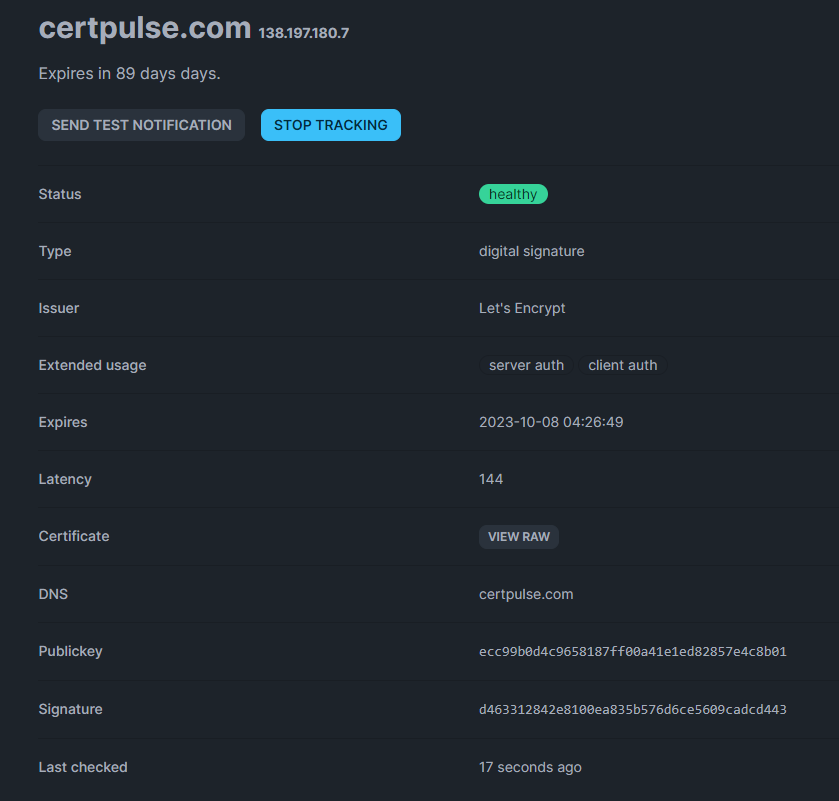 certpulse.com 138.197.180.7
Expires in 89 days days.
SEND TEST NOTIFICATION STOP TRACKING
Status healthy
Type digital signature
Issuer Let's Encrypt
Extended usage server auth client auth
Expires 2023-10-08 04:26:49
Latency 144
Certificate VIEW RAW
DNS certpulse.com
Publickey ecc99b0d4c9658187ff00a41e1ed82857e4c8b01
Signature d463312842e8100ea835b576d6ce5609cadcd443
Last checked 17 seconds ago